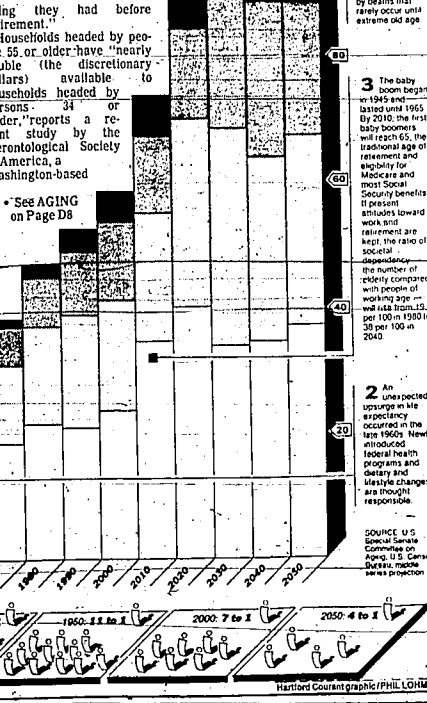 ing they had before
irement."
Households headed by peo-
e 55 or older have "nearly
uble (the discretionary
llars) available to
useholds headed by
rsons 34 or
der," reports a re-
nt study by the
rontological Society
America, a
ashington-based
• See AGING
on Page D8
rarely occur until
extreme old age
80
3 The baby
boom began
in 1945 and
lasted until 1965
By 2010, the first
baby boomers
will reach 65, the
traditional age of
retirement and
eligibility for
Medicare and
most Social
Security benefits
If present
attitudes toward
work and
retirement are
kept, the ratio of
societal
dependency
the number of
elderly compared
with people of
working age —
will rise from 19
per 100 in 1980 to
38 per 100 in
2040.
60
40
2 An
unexpected
upsurge in life
expectancy
occurred in the
late 1960s. Newl
introduced
federal health
programs and
dietary and
lifestyle changes
are thought
responsible.
20
SOURCE U.S.
Special Senate
Committee on
Aging, U.S. Censu
Bureau, middle
series projection
1980
1990
2000
2010
2020
2030
2040
2050
1950: 11 to 1
2000: 7 to 1
2050: 4 to 1
Hartford Courant graphic / PHIL LOHM